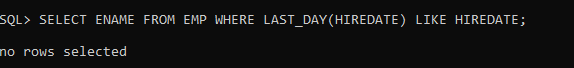 SQL> SELECT ENAME FROM EMP WHERE LAST_DAY(HIREDATE) LIKE HIREDATE;
no rows selected